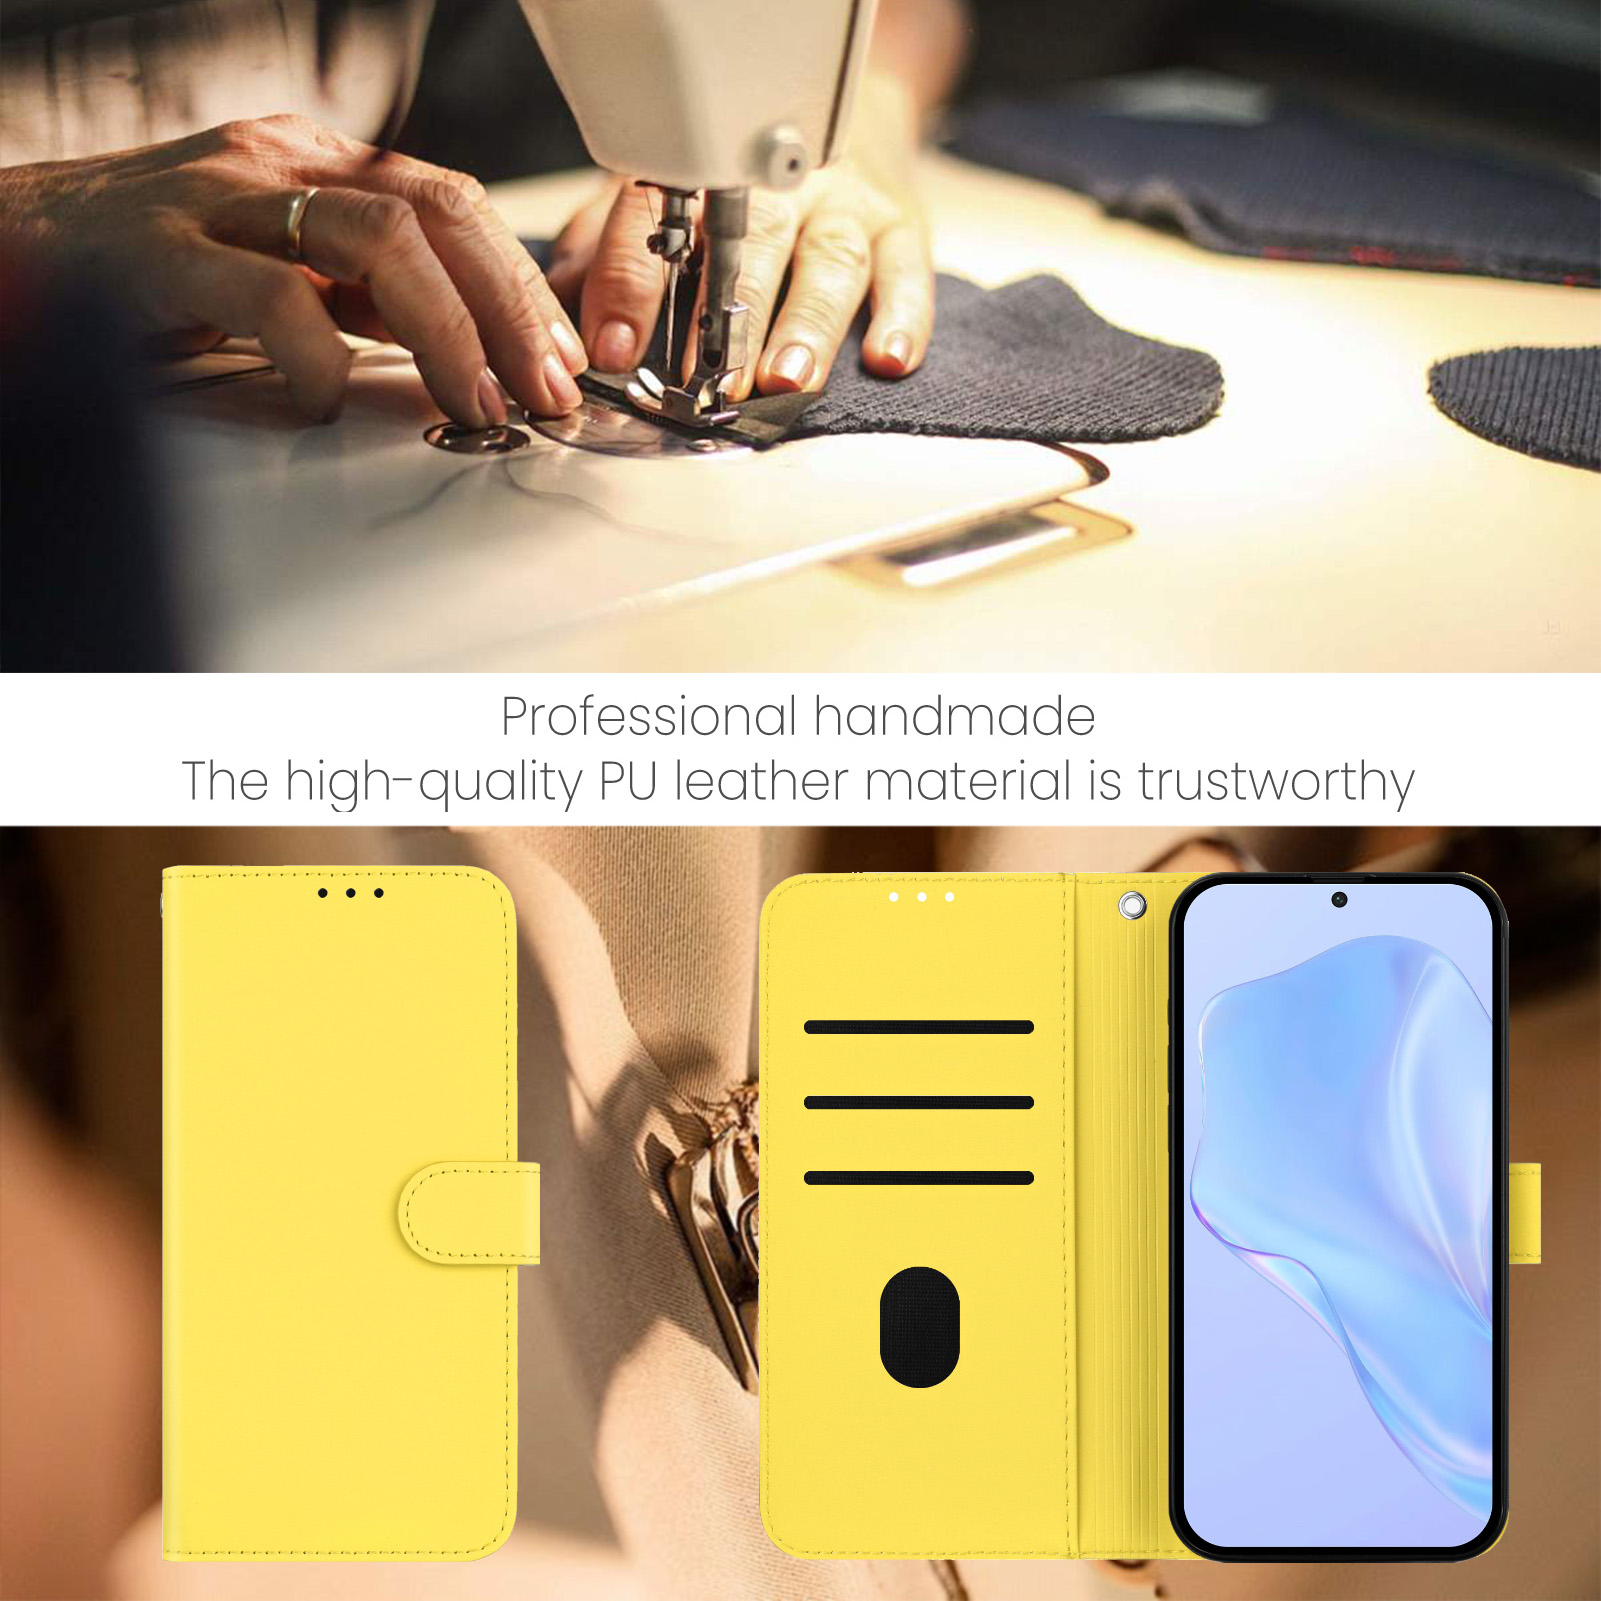 Professional handmade
The high-quality PU leather material is trustworthy